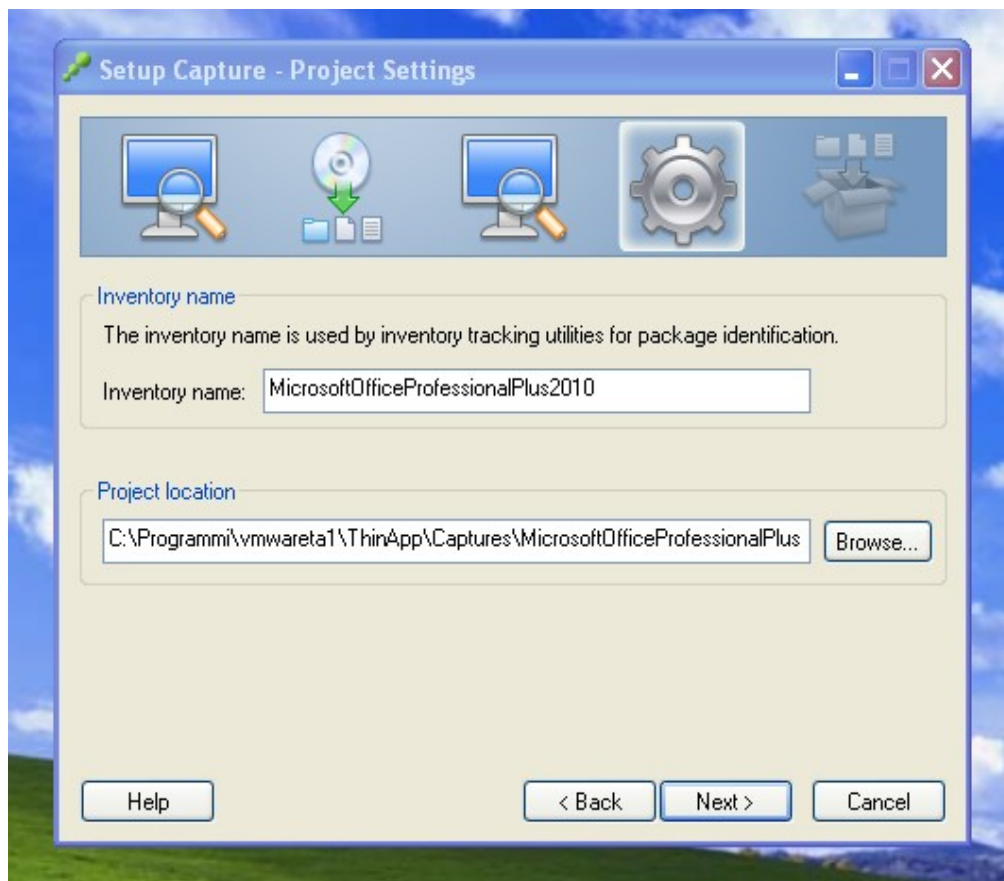 Setup Capture - Project Settings
Inventory name
The inventory name is used by inventory tracking utilities for package identification.
Inventory name: MicrosoftOfficeProfessionalPlus2010
Project location
C:\Programmi\vmwareta1\ThinApp\Captures\MicrosoftOfficeProfessionalPlus Browse...
Help < Back Next > Cancel